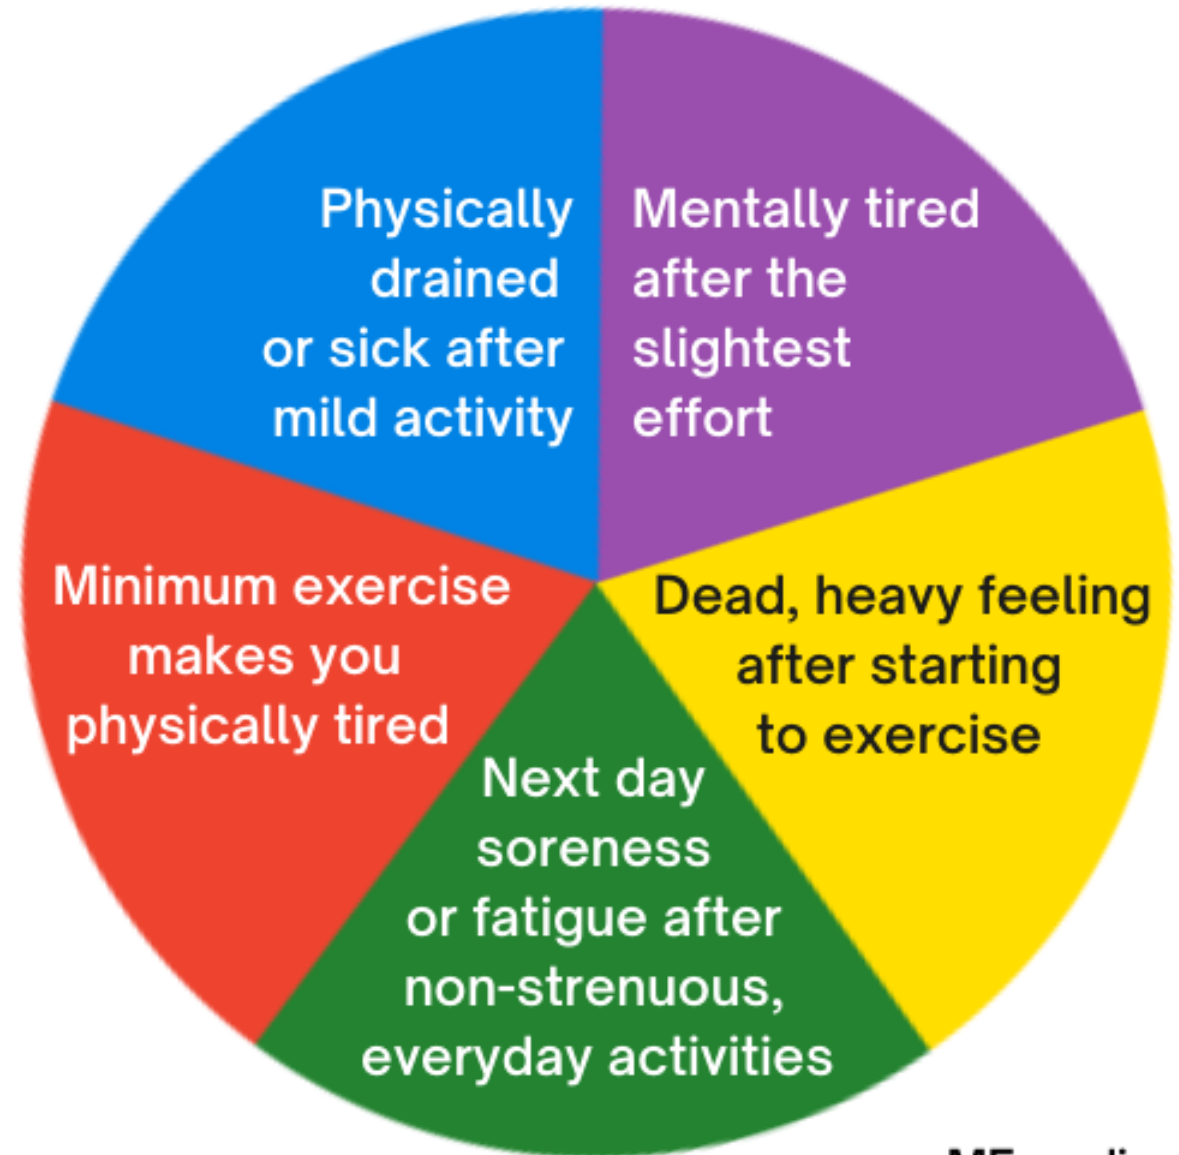 Physically
drained
or sick after
mild activity
Mentally tired
after the
slightest
effort
Minimum exercise
makes you
physically tired
Dead, heavy feeling
after starting
to exercise
Next day
soreness
or fatigue after
non-strenuous,
everyday activities